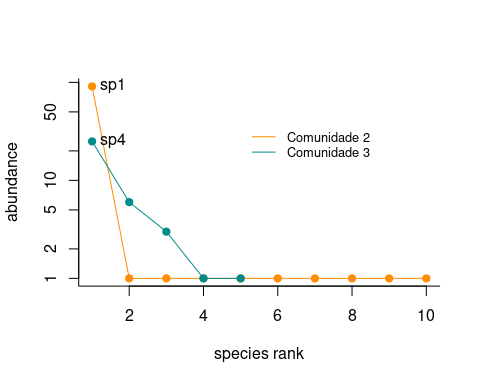 sp1
sp4
Comunidade 2
Comunidade 3
abundance
50
10
5
2
1
2 4 6 8 10
species rank